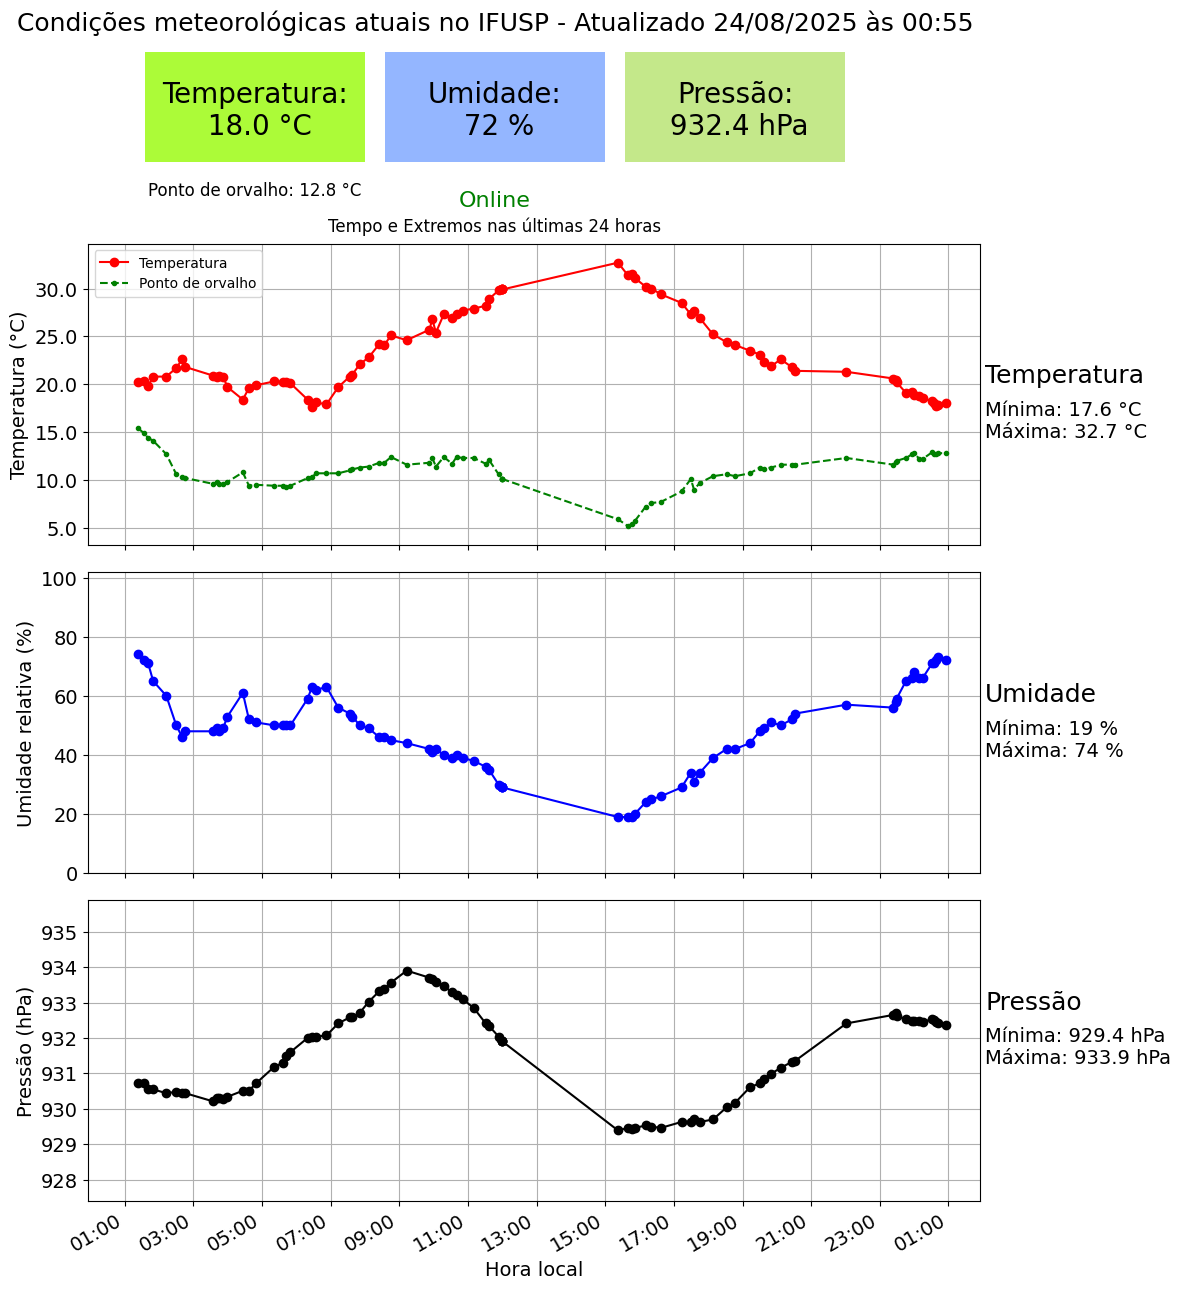 Condições meteorológicas atuais no IFUSP - Atualizado 24/08/2025 às 00:55
Temperatura:
18.0 °C
Umidade:
72 %
Pressão:
932.4 hPa
Ponto de orvalho: 12.8 °C
Online
Tempo e Extremos nas últimas 24 horas
Temperatura
Ponto de orvalho
Temperatura (°C)
30.0
25.0
20.0
15.0
10.0
5.0
Temperatura
Mínima: 17.6 °C
Máxima: 32.7 °C
Umidade relativa (%)
100
80
60
40
20
0
Umidade
Mínima: 19 %
Máxima: 74 %
Pressão (hPa)
935
934
933
932
931
930
929
928
Pressão
Mínima: 929.4 hPa
Máxima: 933.9 hPa
01:00 03:00 05:00 07:00 09:00 11:00 13:00 15:00 17:00 19:00 21:00 23:00 01:00
Hora local